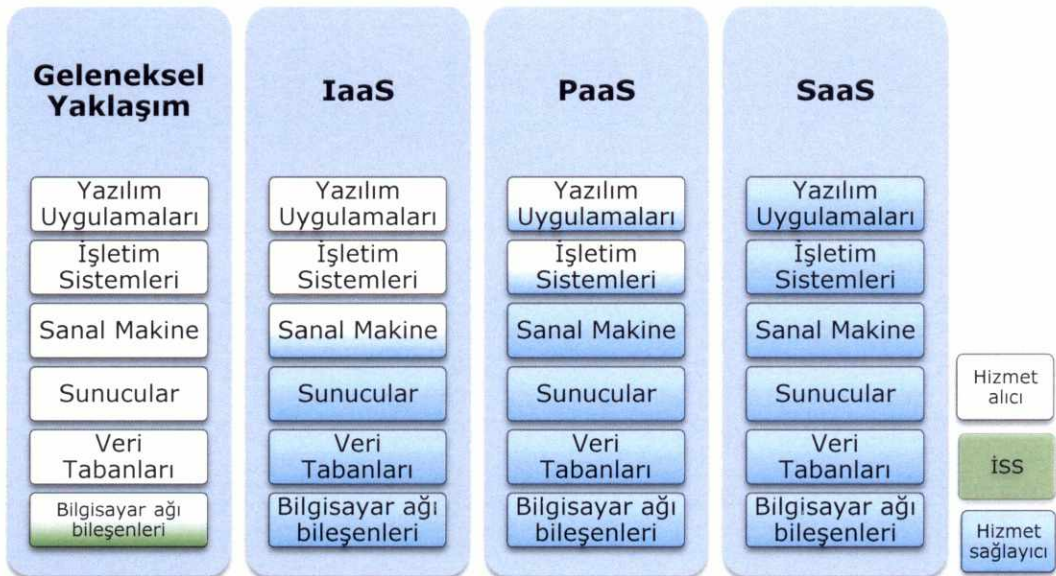 Geleneksel
Yaklaşım
Yazılım
Uygulamaları
İşletim
Sistemleri
Sanal Makine
Sunucular
Veri
Tabanları
Bilgisayar ağı
bileşenleri
IaaS
Yazılım
Uygulamaları
İşletim
Sistemleri
Sanal Makine
Sunucular
Veri
Tabanları
Bilgisayar ağı
bileşenleri
PaaS
Yazılım
Uygulamaları
İşletim
Sistemleri
Sanal Makine
Sunucular
Veri
Tabanları
Bilgisayar ağı
bileşenleri
SaaS
Yazılım
Uygulamaları
İşletim
Sistemleri
Sanal Makine
Sunucular
Veri
Tabanları
Bilgisayar ağı
bileşenleri
Hizmet
alıcı
İSS
Hizmet
sağlayıcı